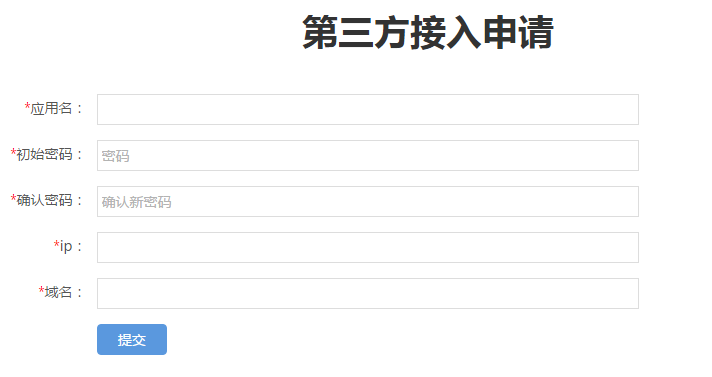 第三方接入申请
*应用名：
*初始密码： 密码
*确认密码： 确认新密码
*ip：
*域名：
提交